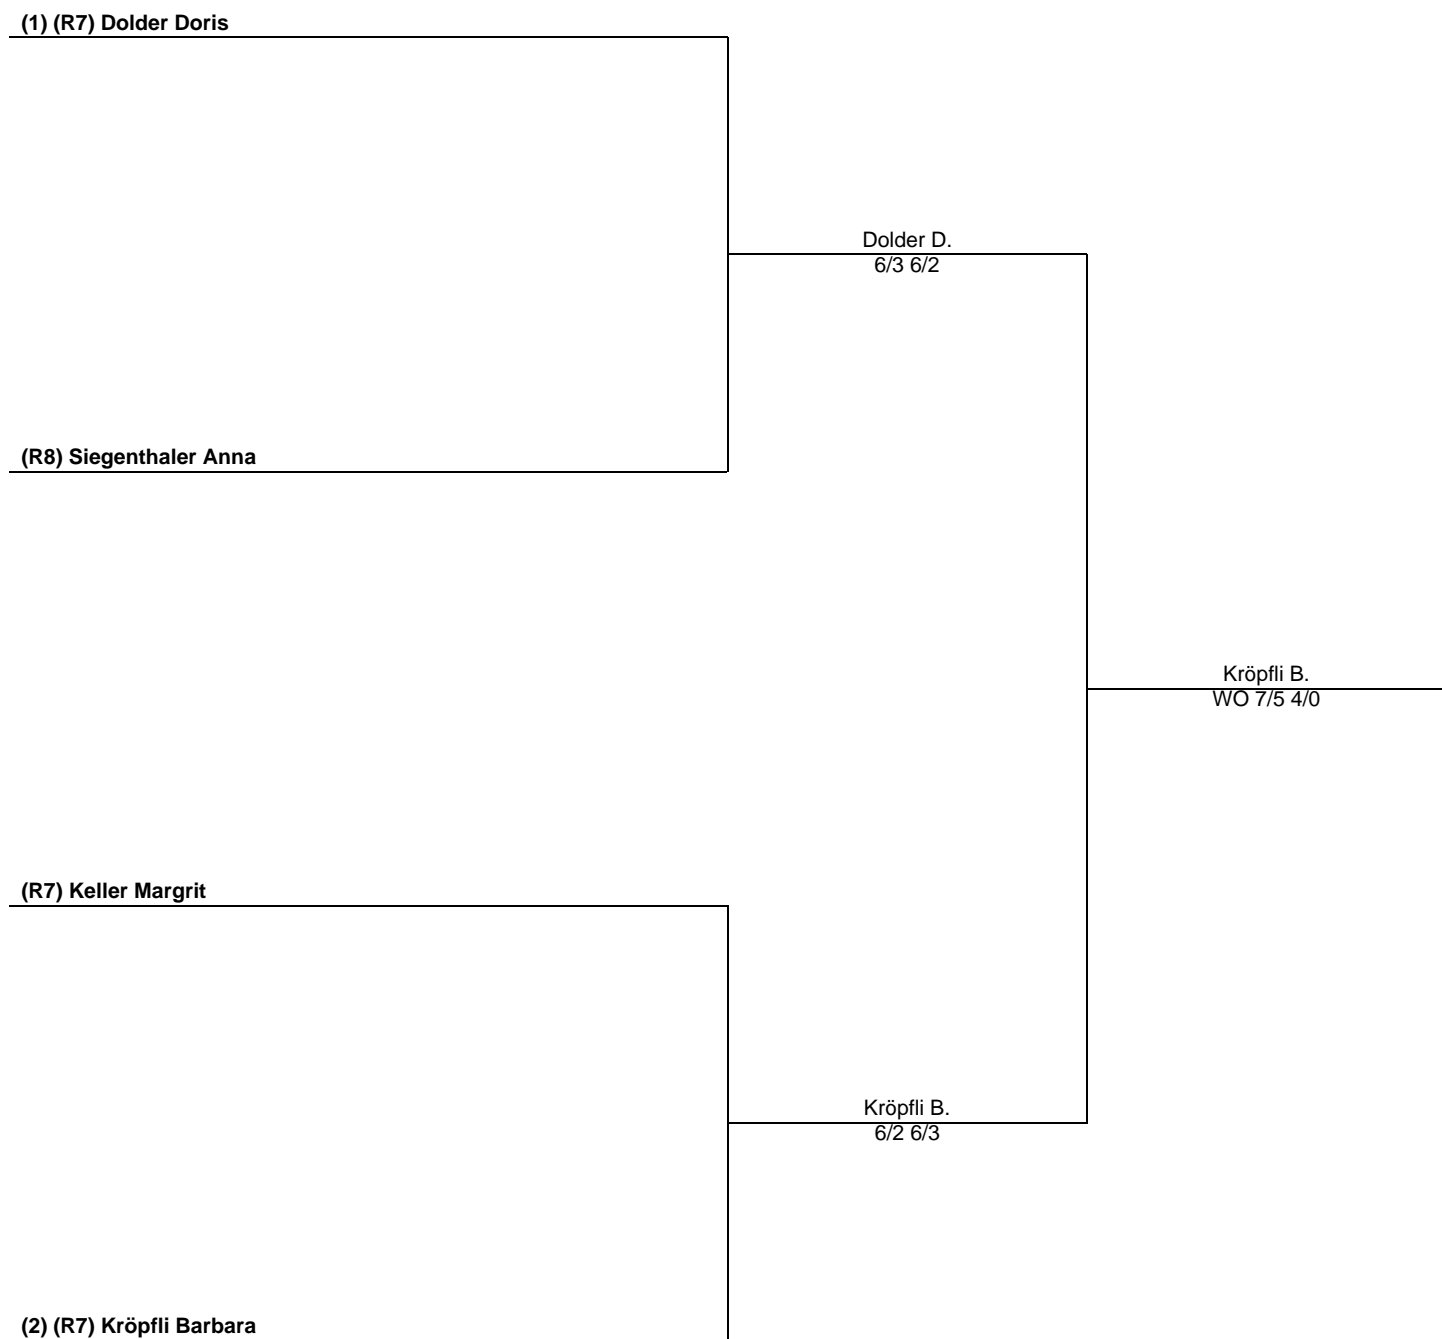 (1) (R7) Dolder Doris
Dolder D.
6/3 6/2
(R8) Siegenthaler Anna
Kröpfli B.
WO 7/5 4/0
(R7) Keller Margrit
Kröpfli B.
6/2 6/3
(2) (R7) Kröpfli Barbara